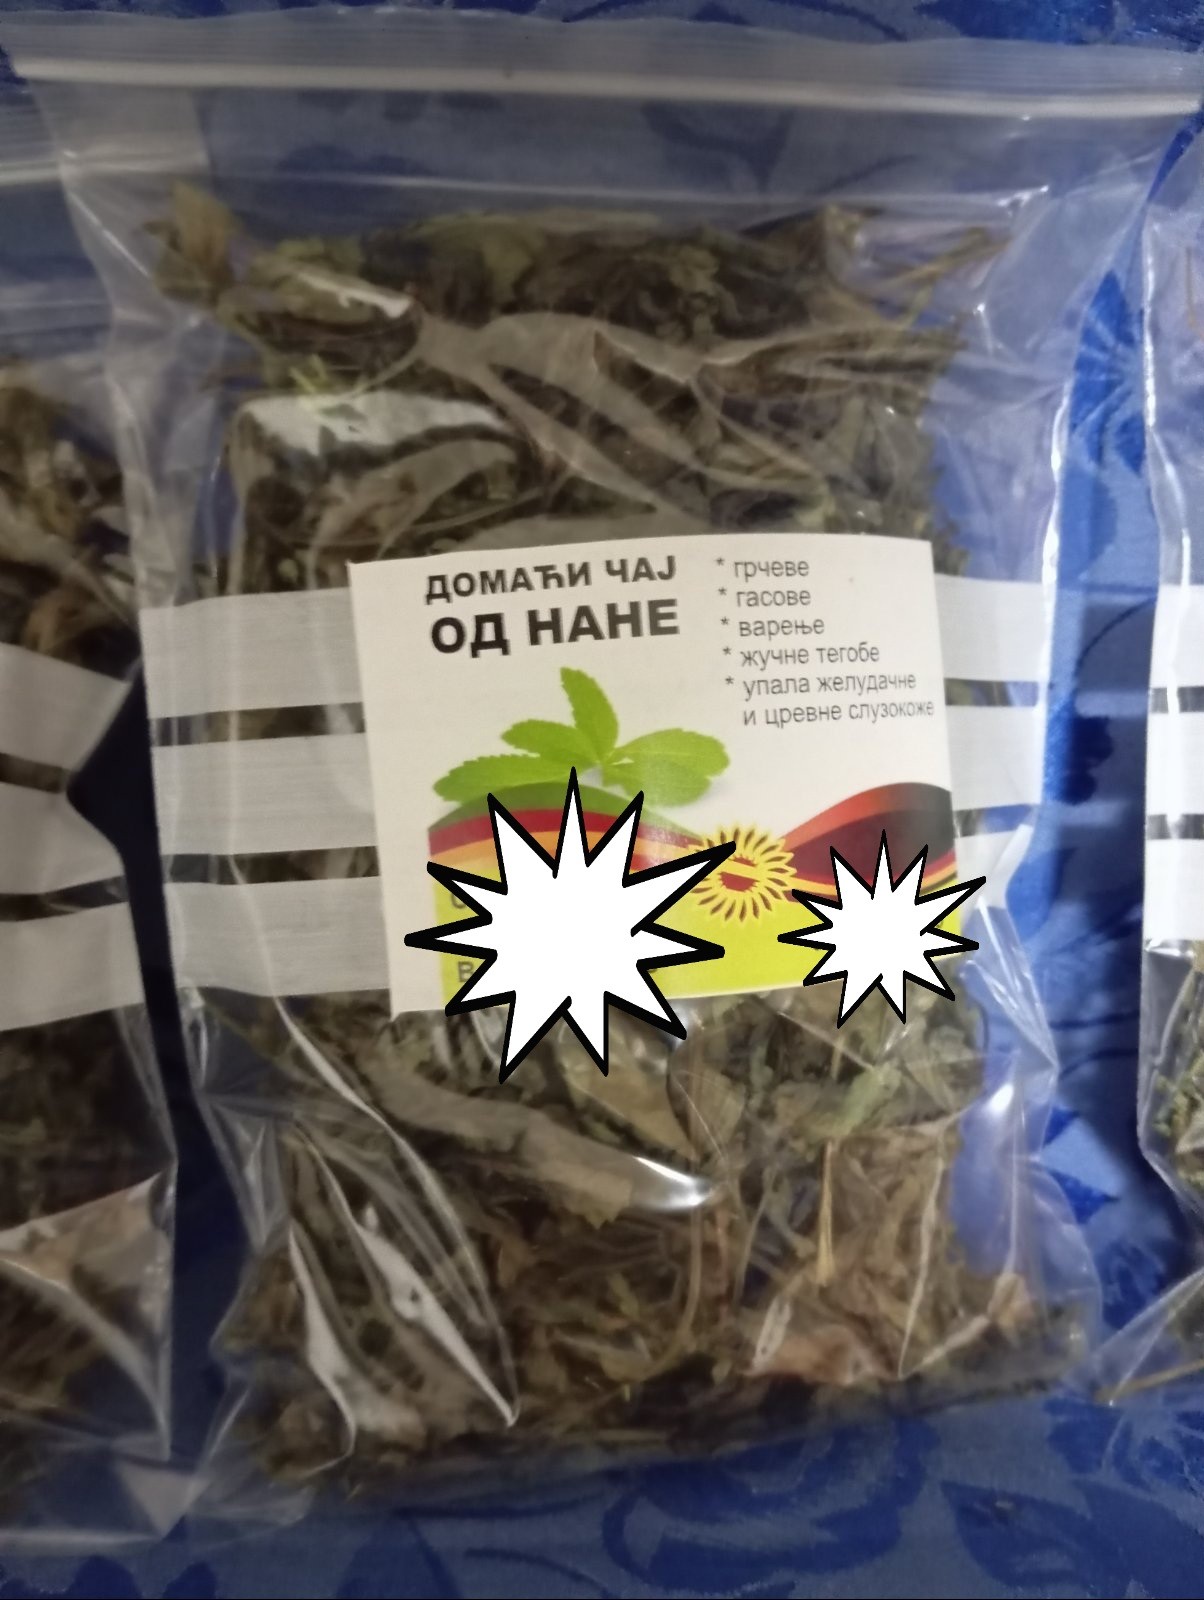 ДОМАЋИ ЧАЈ
ОД НАНЕ
* грчеве
* гасове
* варење
* жучне тегобе
* упала желудачне
и цревне слузокоже